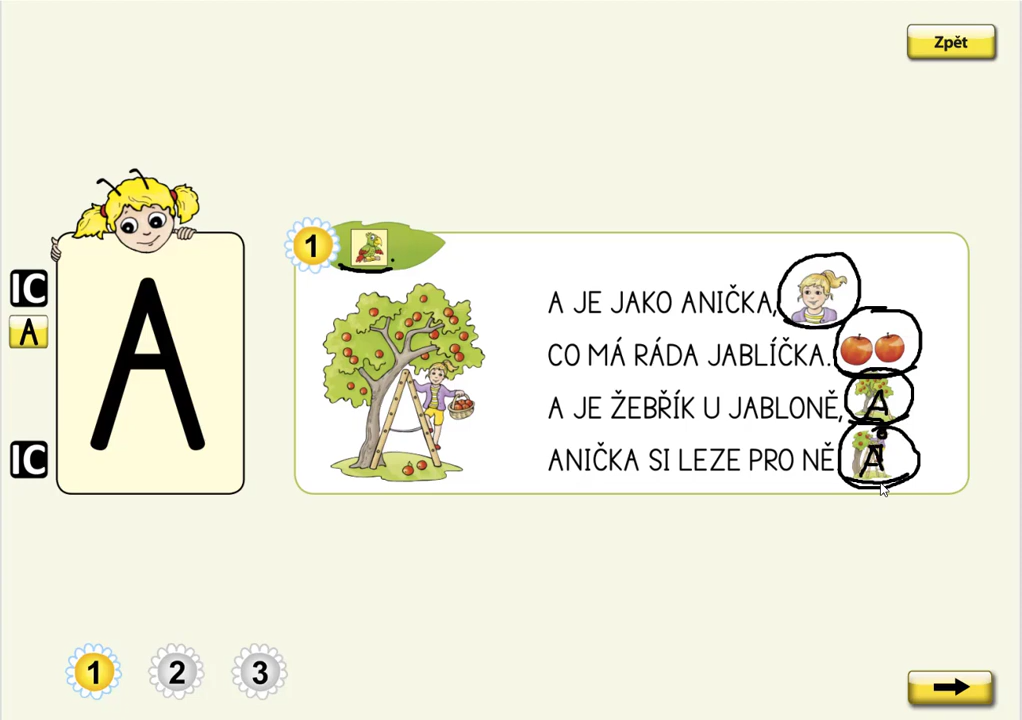 Zpět
IC
A
IC
A
1
A JE JAKO ANIČKA,
CO MÁ RÁDA JABLÍČKA.
A JE ŽEBŘÍK U JABLONĚ,
A
ANIČKA SI LEZE PRO NĚ
A
1
2
3